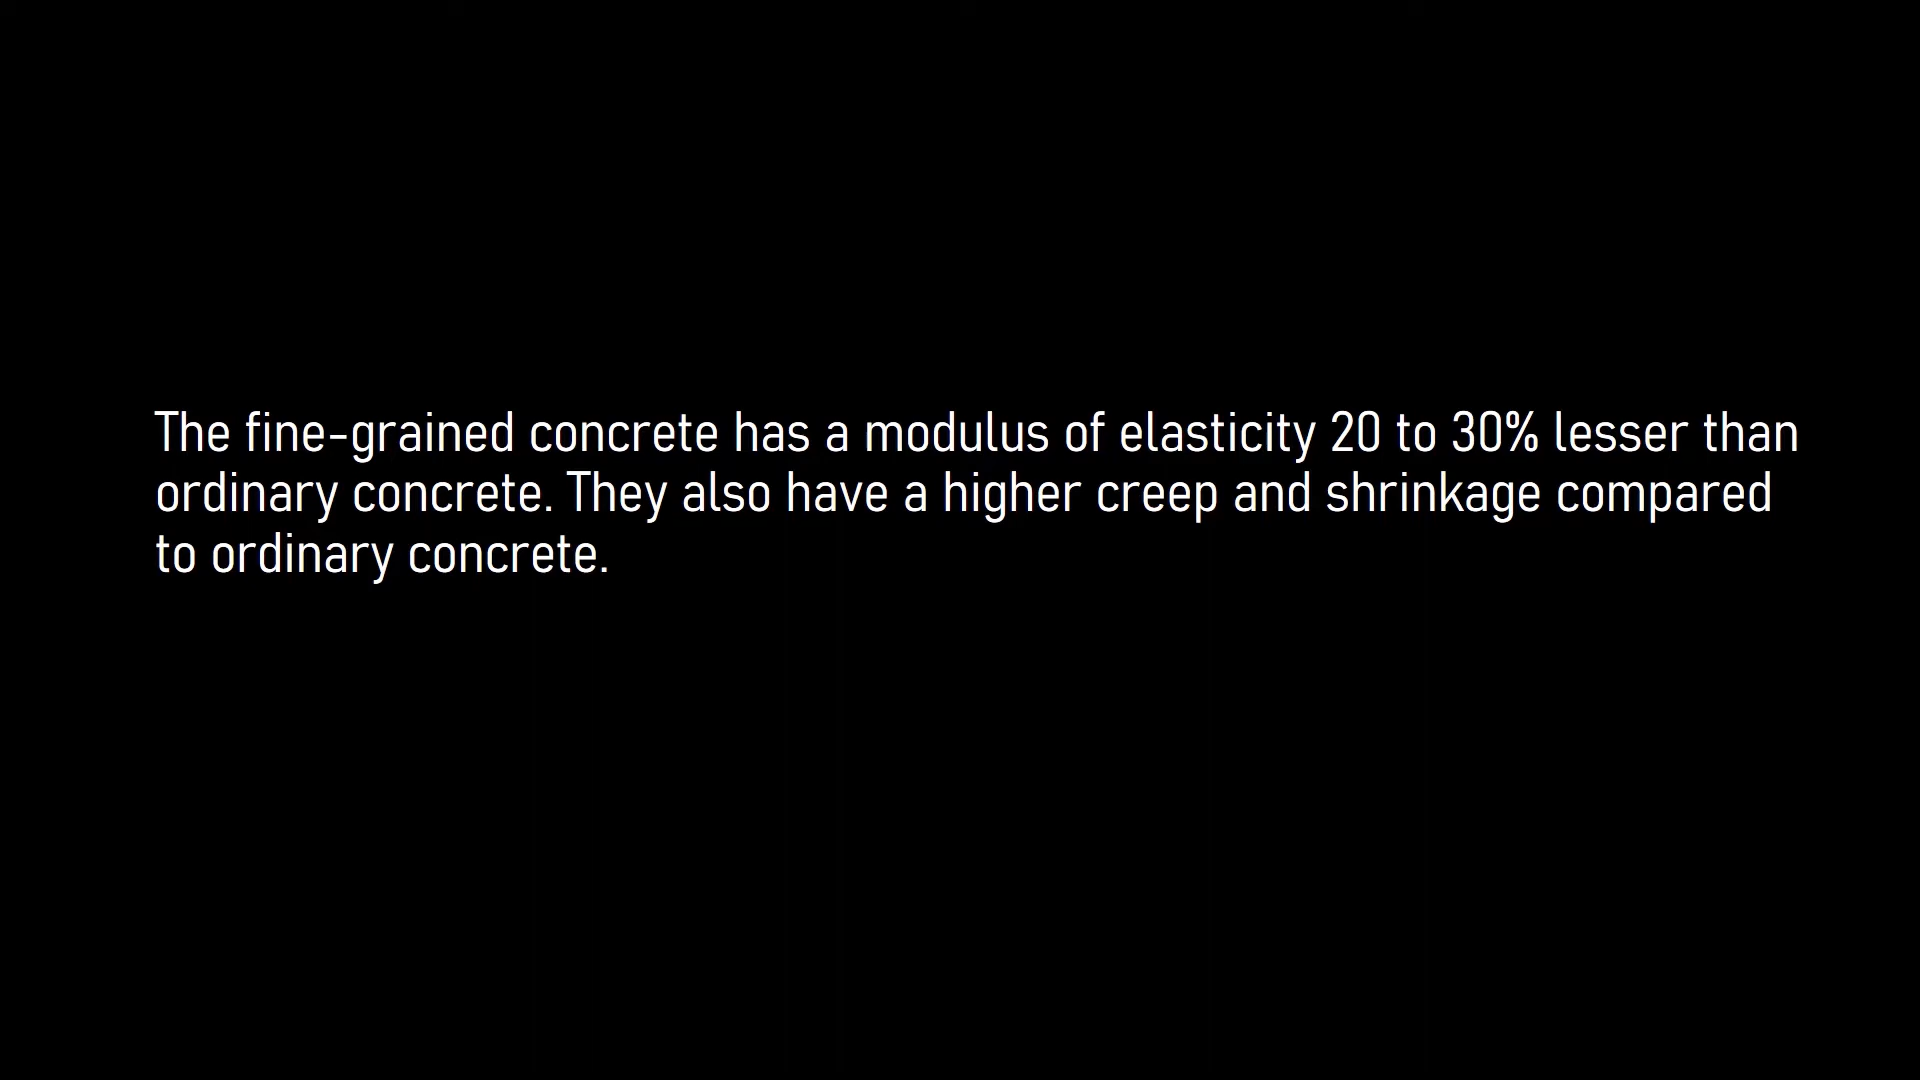 The fine-grained concrete has a modulus of elasticity 20 to 30% lesser than
ordinary concrete. They also have a higher creep and shrinkage compared
to ordinary concrete.